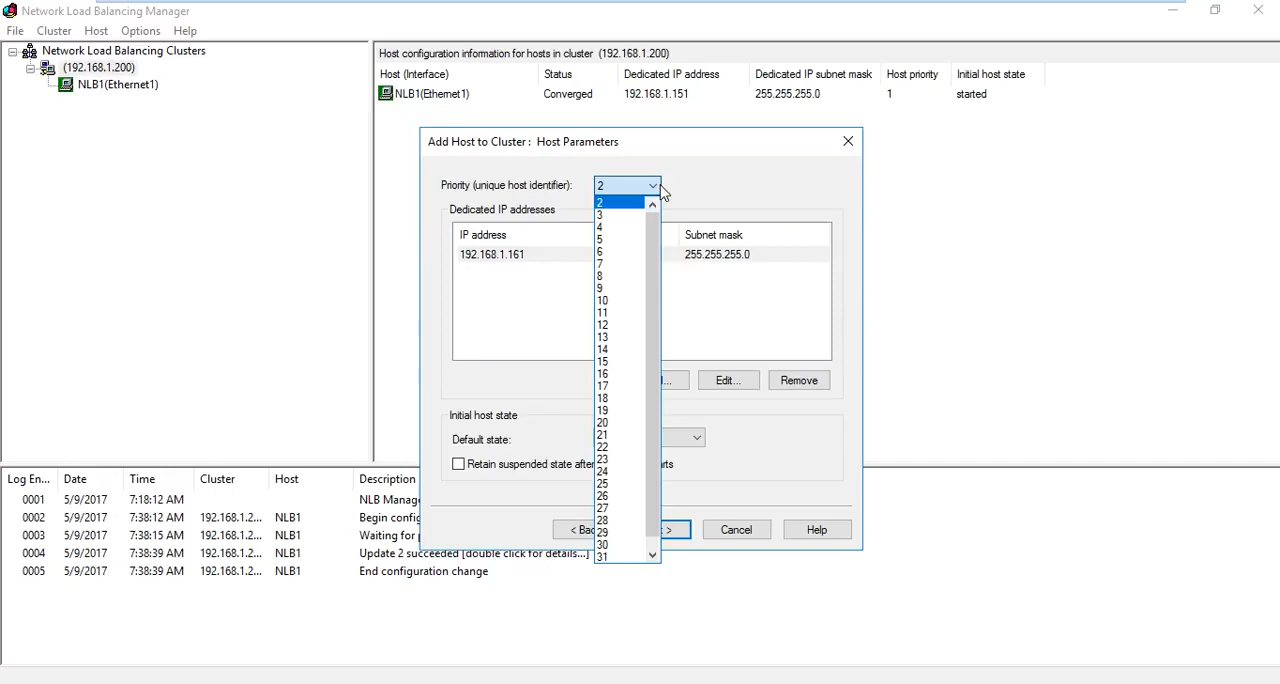 Network Load Balancing Manager
File Cluster Host Options Help
Network Load Balancing Clusters
(192.168.1.200)
NLB1(Ethernet1)
Host configuration information for hosts in cluster (192.168.1.200)
Host (Interface) Status Dedicated IP address Dedicated IP subnet mask Host priority Initial host state
NLB1(Ethernet1) Converged 192.168.1.151 255.255.255.0 1 started
Add Host to Cluster : Host Parameters
Priority (unique host identifier): 2
2
3
4
5
6
7
8
9
10
11
12
13
14
15
16
17
18
19
20
21
22
23
24
25
26
27
28
29
30
31
Dedicated IP addresses
IP address Subnet mask
192.168.1.161 255.255.255.0
Edit... Remove
Initial host state
Default state:
Retain suspended state after
Cancel Help
Log En... Date Time Cluster Host Description
0001 5/9/2017 7:18:12 AM NLB Manag
0002 5/9/2017 7:38:12 AM 192.168.1.2... NLB1 Begin config
0003 5/9/2017 7:38:15 AM 192.168.1.2... NLB1 Waiting for p
0004 5/9/2017 7:38:39 AM 192.168.1.2... NLB1 Update 2 succeeded [double click for details...]
0005 5/9/2017 7:38:39 AM 192.168.1.2... NLB1 End configuration change